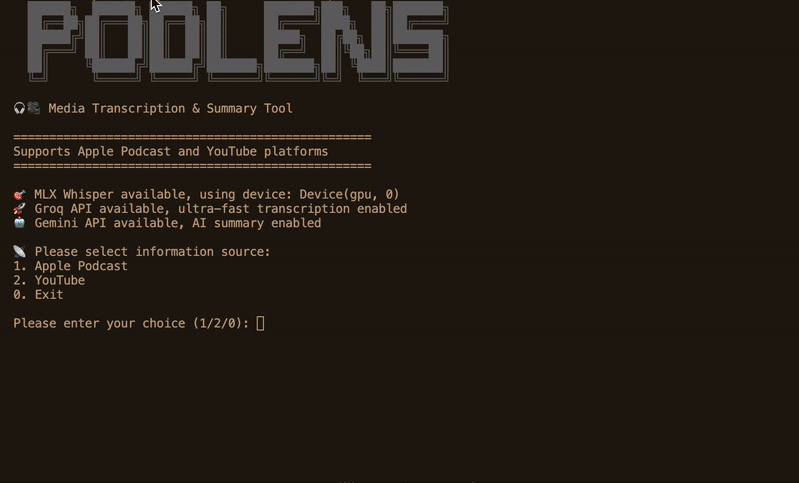 PODLENS
🎧🎥 Media Transcription & Summary Tool
==================================================
Supports Apple Podcast and YouTube platforms
==================================================
🎯 MLX Whisper available, using device: Device(gpu, 0)
🚀 Groq API available, ultra-fast transcription enabled
🤖 Gemini API available, AI summary enabled
📡 Please select information source:
1. Apple Podcast
2. YouTube
0. Exit
Please enter your choice (1/2/0):